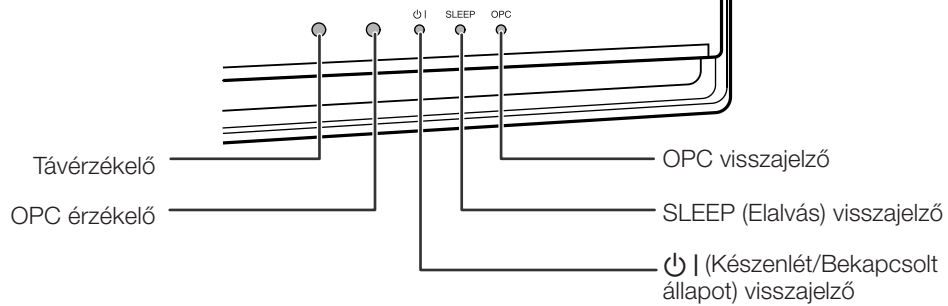 ⏻ |
SLEEP
OPC
Távérzékelő
OPC érzékelő
OPC visszajelző
SLEEP (Elalvás) visszajelző
⏻ | (Készenlét/Bekapcsolt
állapot) visszajelző